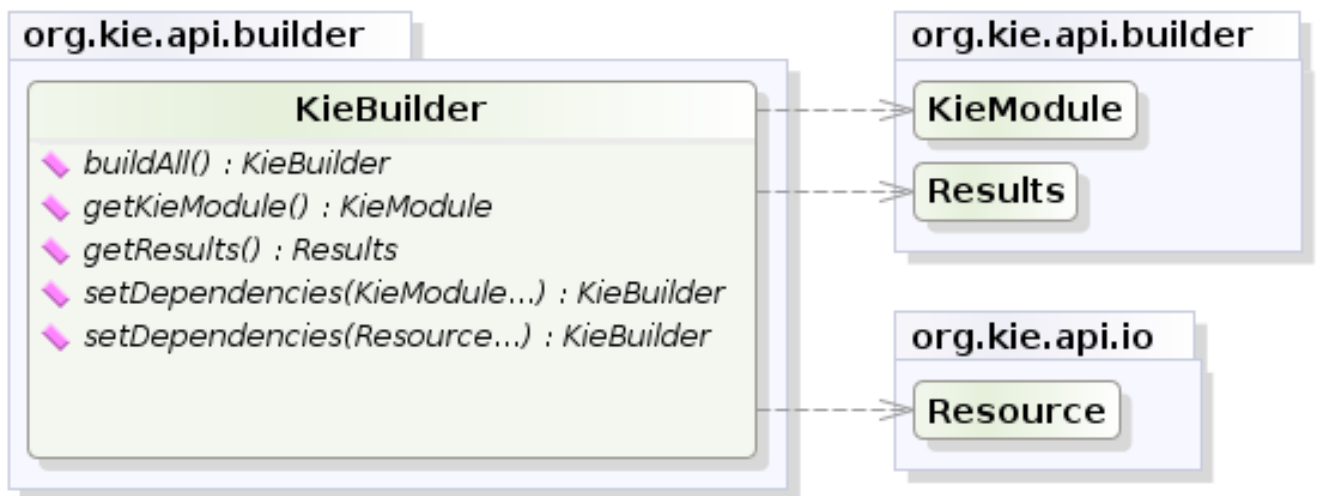 org.kie.api.builder
KieBuilder
buildAll() : KieBuilder
getKieModule() : KieModule
getResults() : Results
setDependencies(KieModule...) : KieBuilder
setDependencies(Resource...) : KieBuilder
org.kie.api.builder
KieModule
Results
org.kie.api.io
Resource